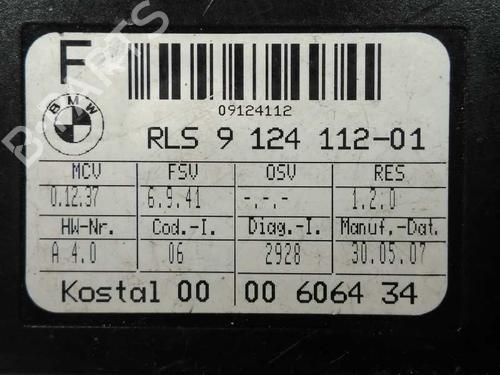 F
BMW
09124112
RLS 9 124 112-01
MCV FSV OSV RES
0.12.37 6.9.41 -.-.- 1.2.0
HW-Nr. Cod.-I. Diag.-I. Manuf.-Dat.
A 4.0 06 2928 30.05.07
Kostal 00 00 6064 34
B-PARTS